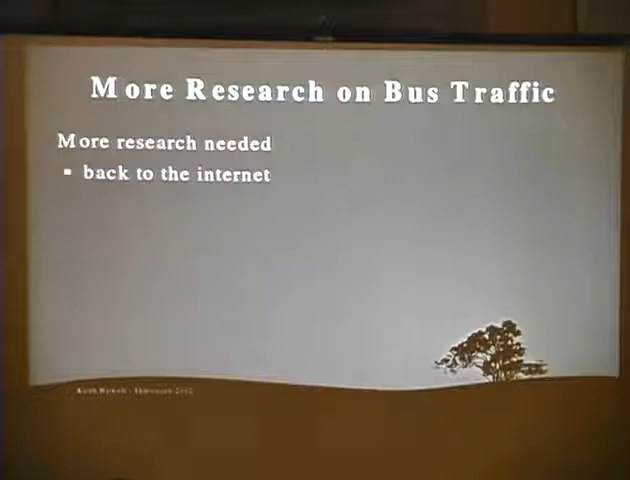 More Research on Bus Traffic
More research needed
▪ back to the internet